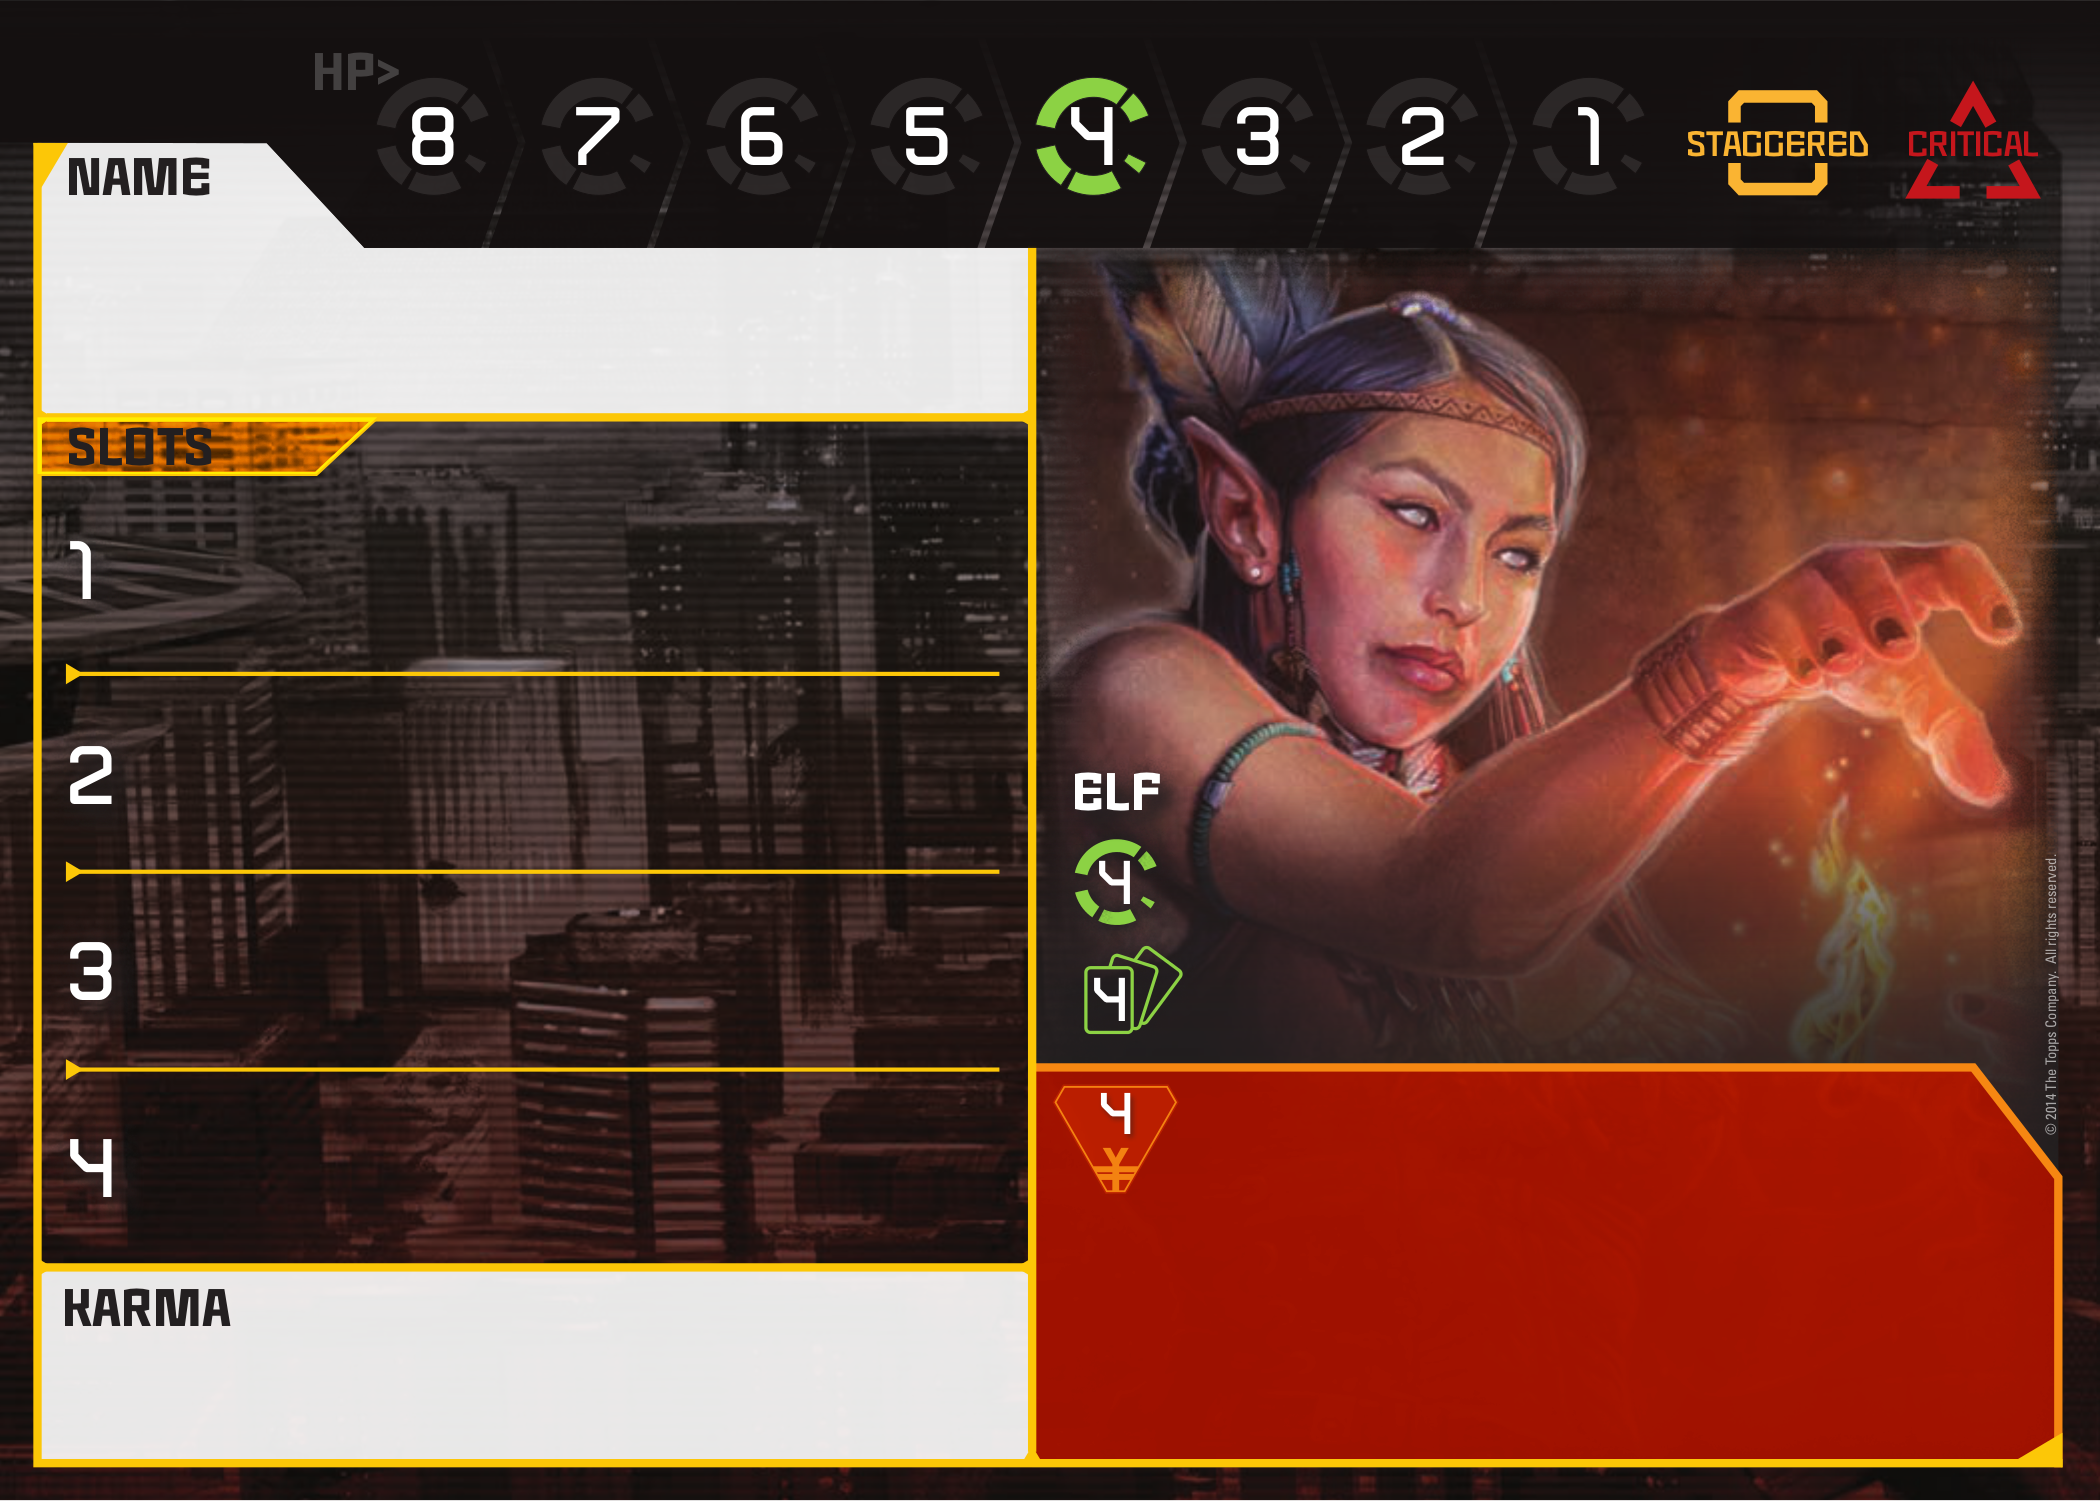 HP>
8 7 6 5 4 3 2 1 STAGGERED CRITICAL
NAME
SLOTS
1
2
3
4
KARMA
ELF
4
4
4
¥
© 2014 The Topps Company. All rights reserved.